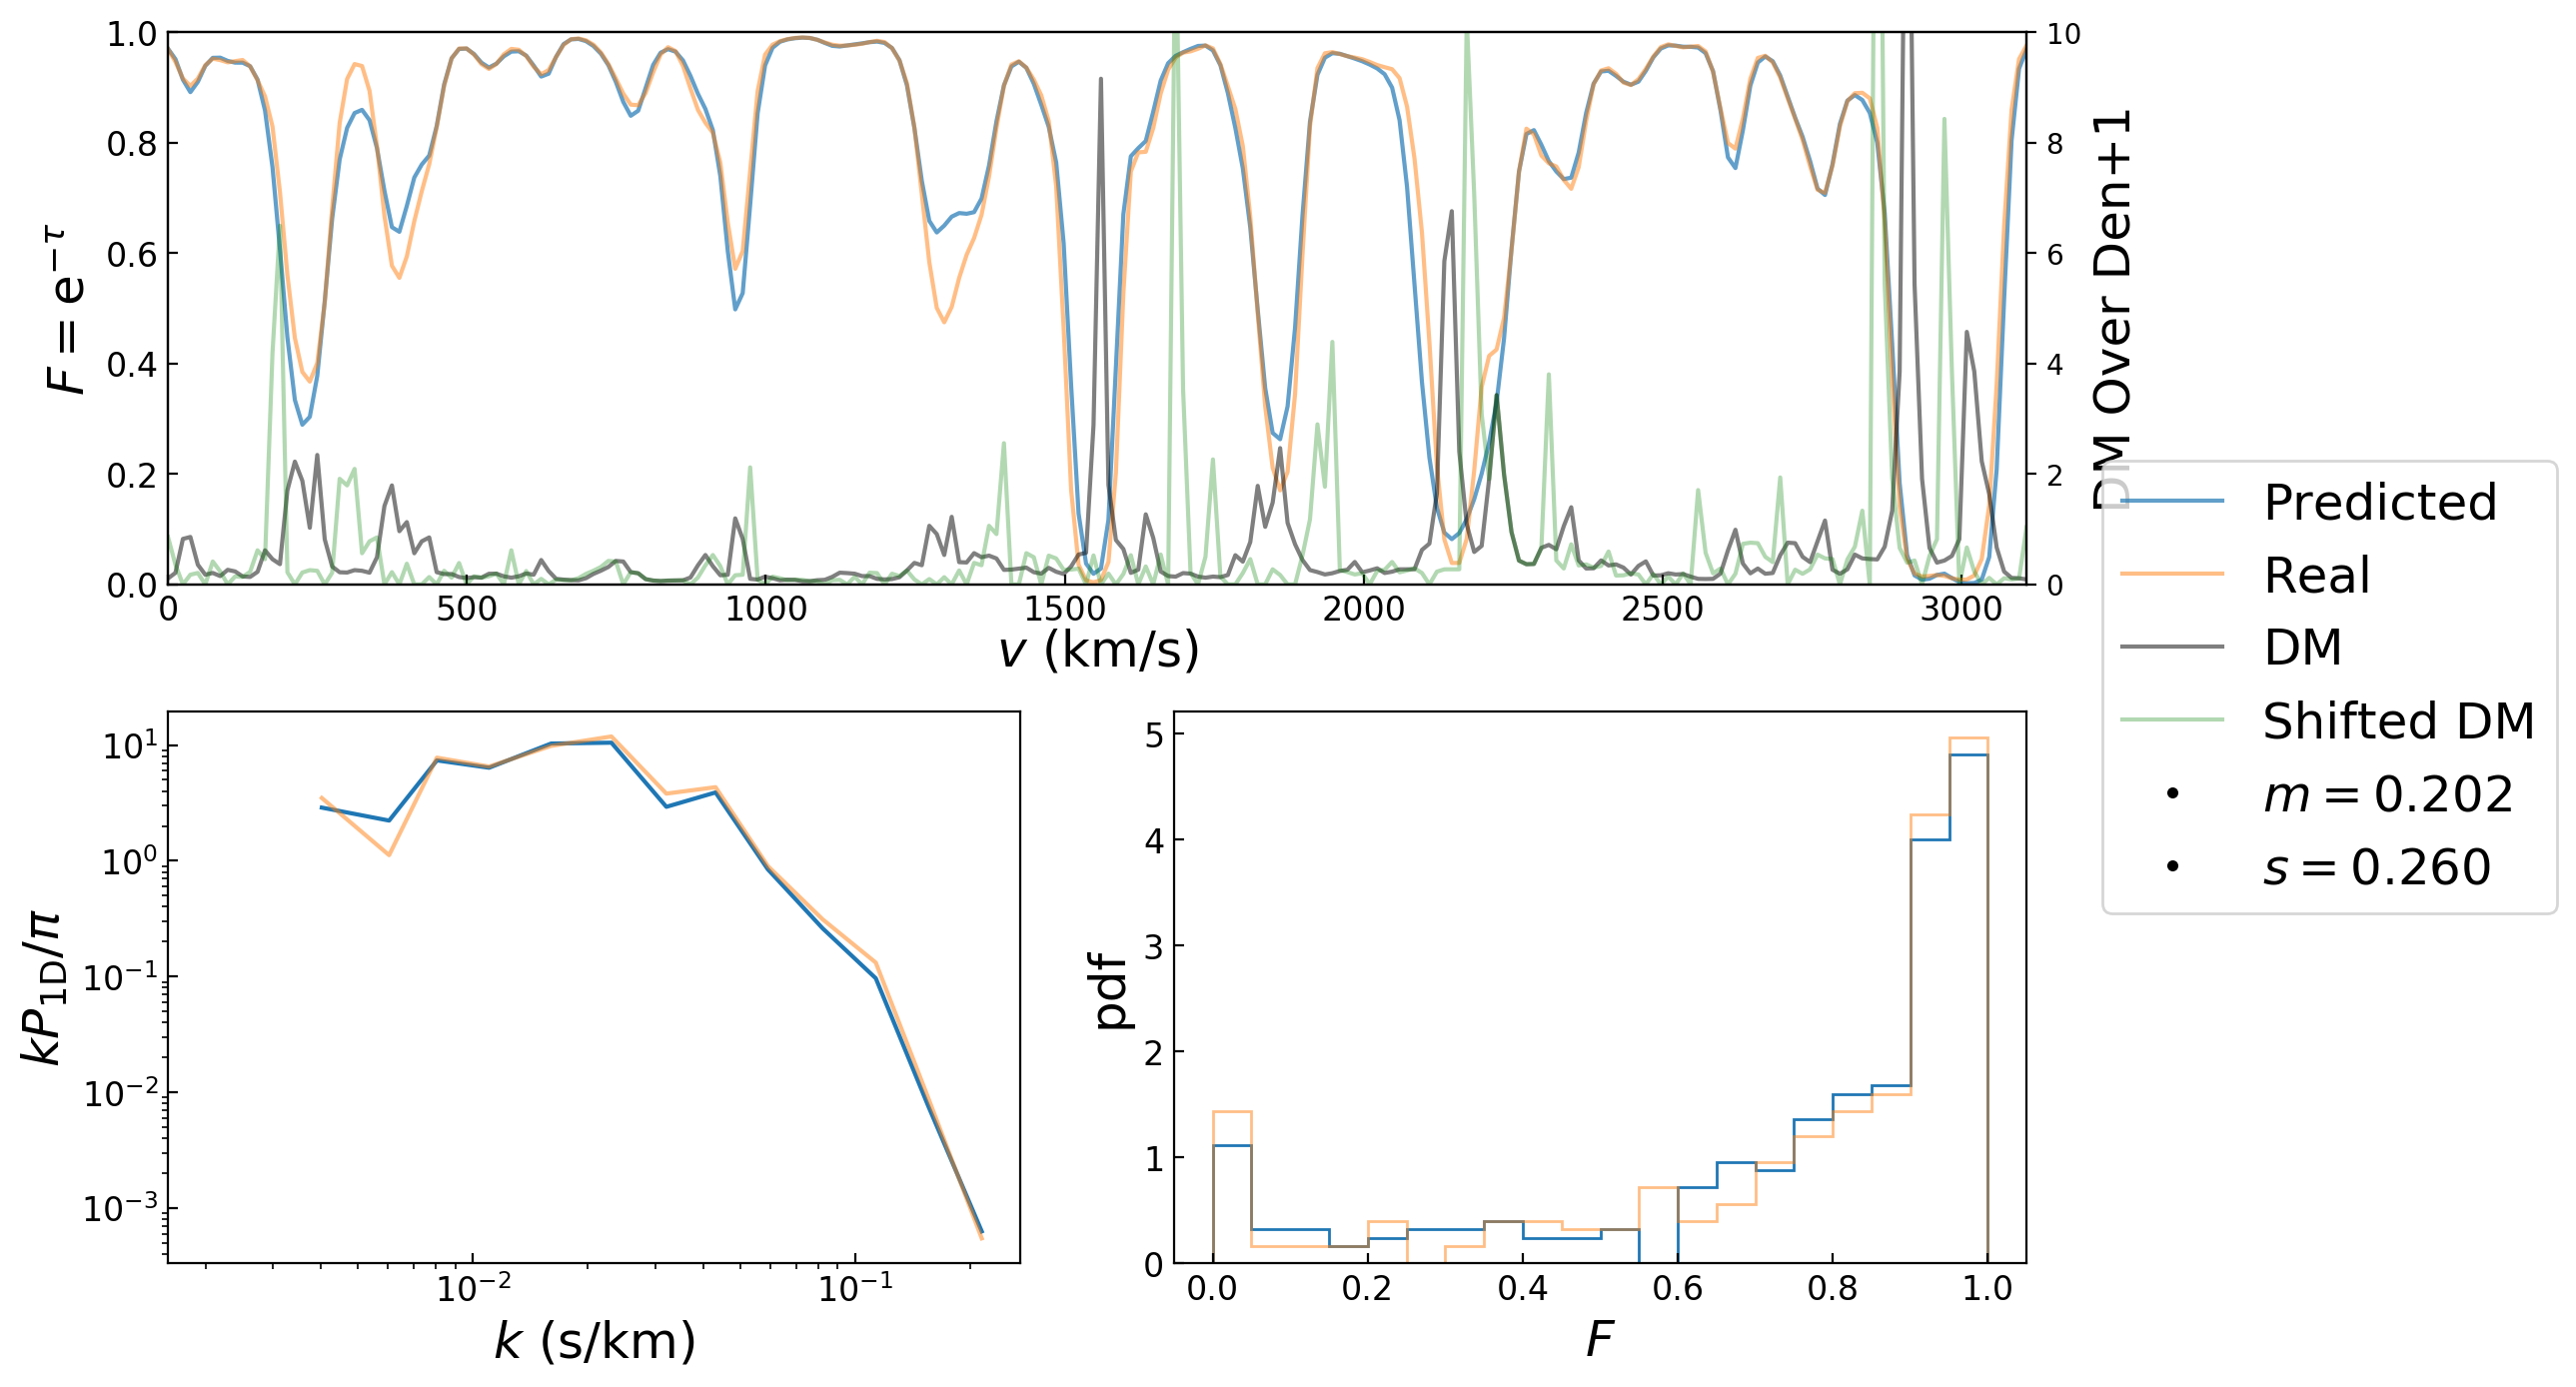 1.0
0.8
0.6
0.4
0.2
0.0
F = e^{−τ}
10
8
6
4
2
0
DM Over Den+1
0 500 1000 1500 2000 2500 3000
v (km/s)
Predicted
Real
DM
Shifted DM
m = 0.202
s = 0.260
10^1
10^0
10^{−1}
10^{−2}
10^{−3}
kP_{1D}/π
10^{−2} 10^{−1}
k (s/km)
5
4
3
2
1
0
pdf
0.0 0.2 0.4 0.6 0.8 1.0
F